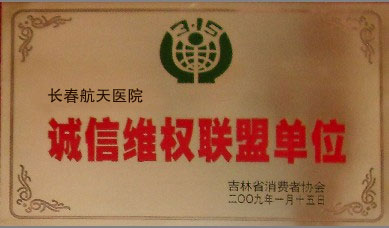 3·15
长春航天医院
诚信维权联盟单位
吉林省消费者协会
二〇〇九年一月十五日